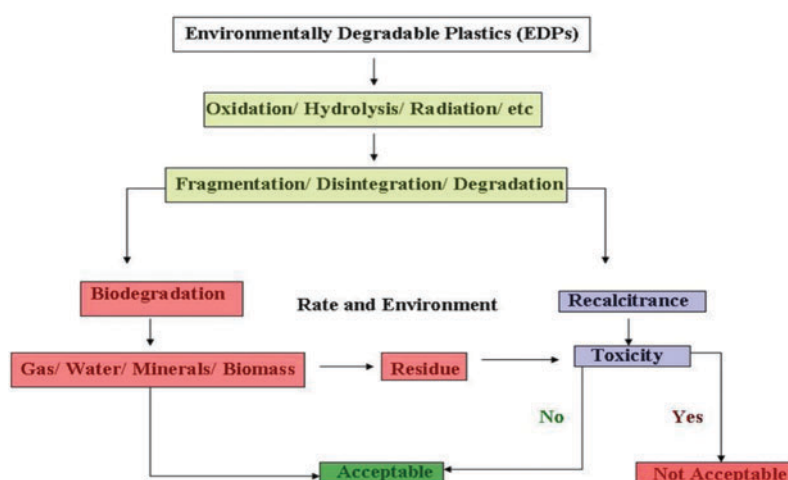 Environmentally Degradable Plastics (EDPs)
Oxidation/ Hydrolysis/ Radiation/ etc
Fragmentation/ Disintegration/ Degradation
Biodegradation
Rate and Environment
Recalcitrance
Gas/ Water/ Minerals/ Biomass
Residue
Toxicity
No
Yes
Acceptable
Not Acceptable